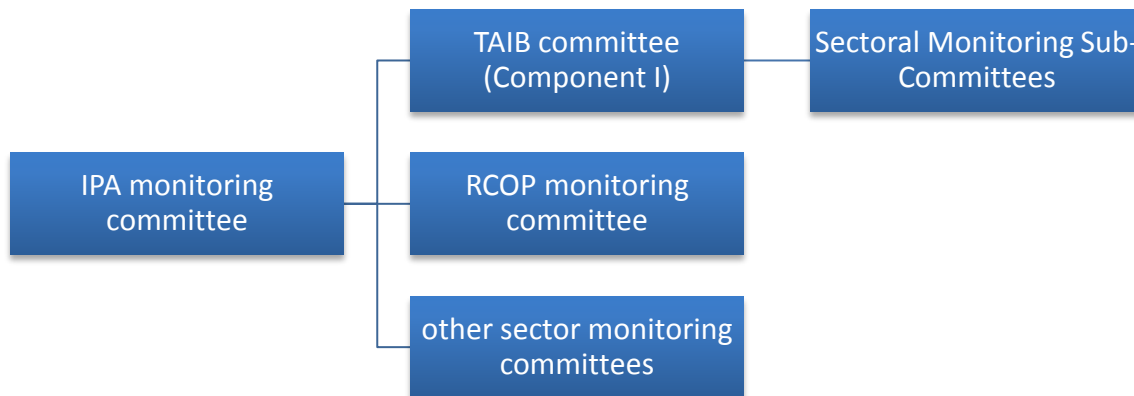 TAIB committee
(Component I)
Sectoral Monitoring Sub-
Committees
IPA monitoring
committee
RCOP monitoring
committee
other sector monitoring
committees